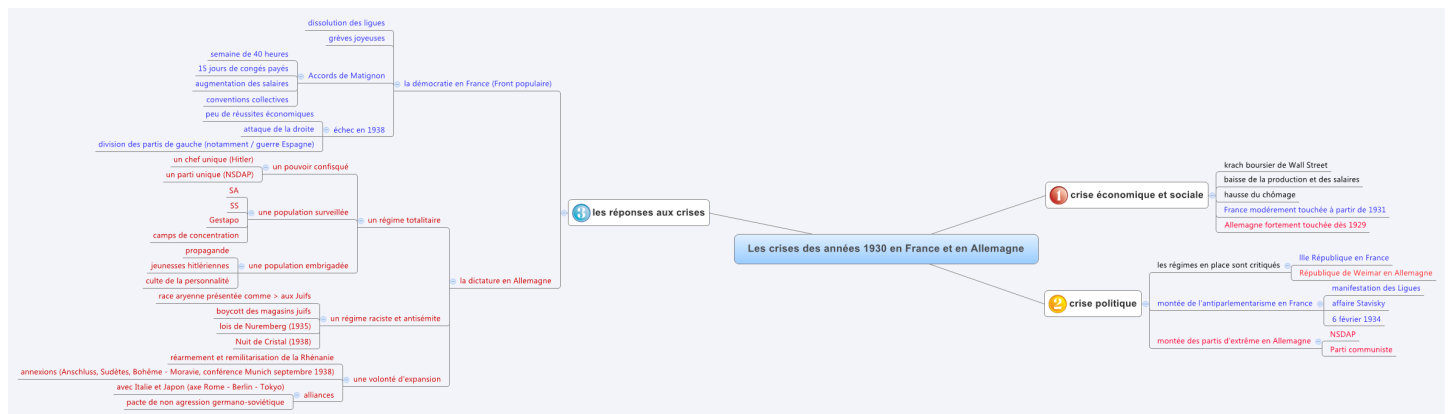 Les crises des années 1930 en France et en Allemagne
1
crise économique et sociale
krach boursier de Wall Street
baisse de la production et des salaires
hausse du chômage
France modérement touchée à partir de 1931
Allemagne fortement touchée dès 1929
2
crise politique
les régimes en place sont critiqués
IIIe République en France
République de Weimar en Allemagne
montée de l'antiparlementarisme en France
manifestation des Ligues
affaire Stavisky
6 février 1934
montée des partis d'extrême en Allemagne
NSDAP
Parti communiste
3
les réponses aux crises
la démocratie en France (Front populaire)
dissolution des ligues
grèves joyeuses
Accords de Matignon
semaine de 40 heures
15 jours de congés payés
augmentation des salaires
conventions collectives
échec en 1938
peu de réussites économiques
attaque de la droite
division des partis de gauche (notamment / guerre Espagne)
la dictature en Allemagne
un régime totalitaire
un pouvoir confisqué
un chef unique (Hitler)
un parti unique (NSDAP)
une population surveillée
SA
SS
Gestapo
camps de concentration
une population embrigadée
propagande
jeunesses hitlériennes
culte de la personnalité
un régime raciste et antisémite
race aryenne présentée comme > aux Juifs
boycott des magasins juifs
lois de Nuremberg (1935)
Nuit de Cristal (1938)
une volonté d'expansion
réarmement et remilitarisation de la Rhénanie
annexions (Anschluss, Sudètes, Bohême - Moravie, conférence Munich septembre 1938)
alliances
avec Italie et Japon (axe Rome - Berlin - Tokyo)
pacte de non agression germano-soviétique